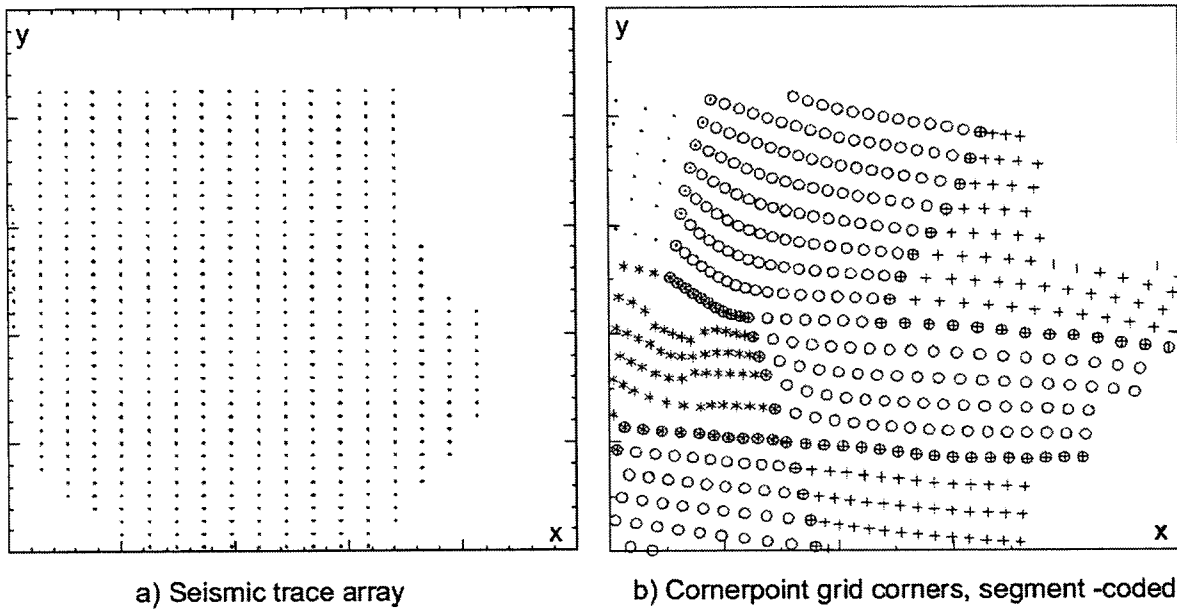 y
x
a) Seismic trace array
y
x
b) Cornerpoint grid corners, segment -coded